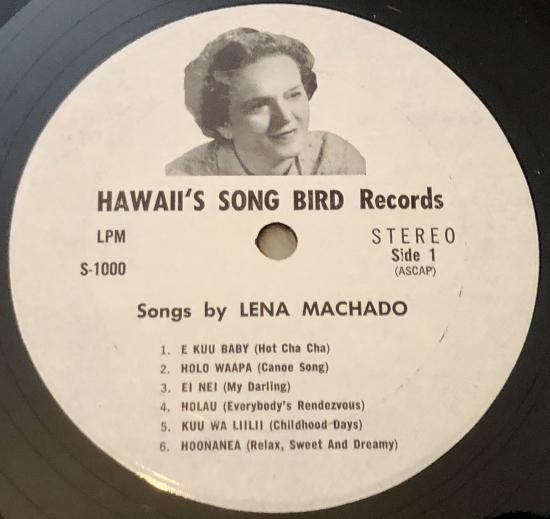 HAWAII'S SONG BIRD Records
LPM
STEREO
S-1000
Side 1
(ASCAP)
Songs by LENA MACHADO
1. E KUU BABY (Hot Cha Cha)
2. HOLO WAAPA (Canoe Song)
3. EI NEI (My Darling)
4. HOLAU (Everybody's Rendezvous)
5. KUU WA LIILII (Childhood Days)
6. HOONANEA (Relax, Sweet And Dreamy)